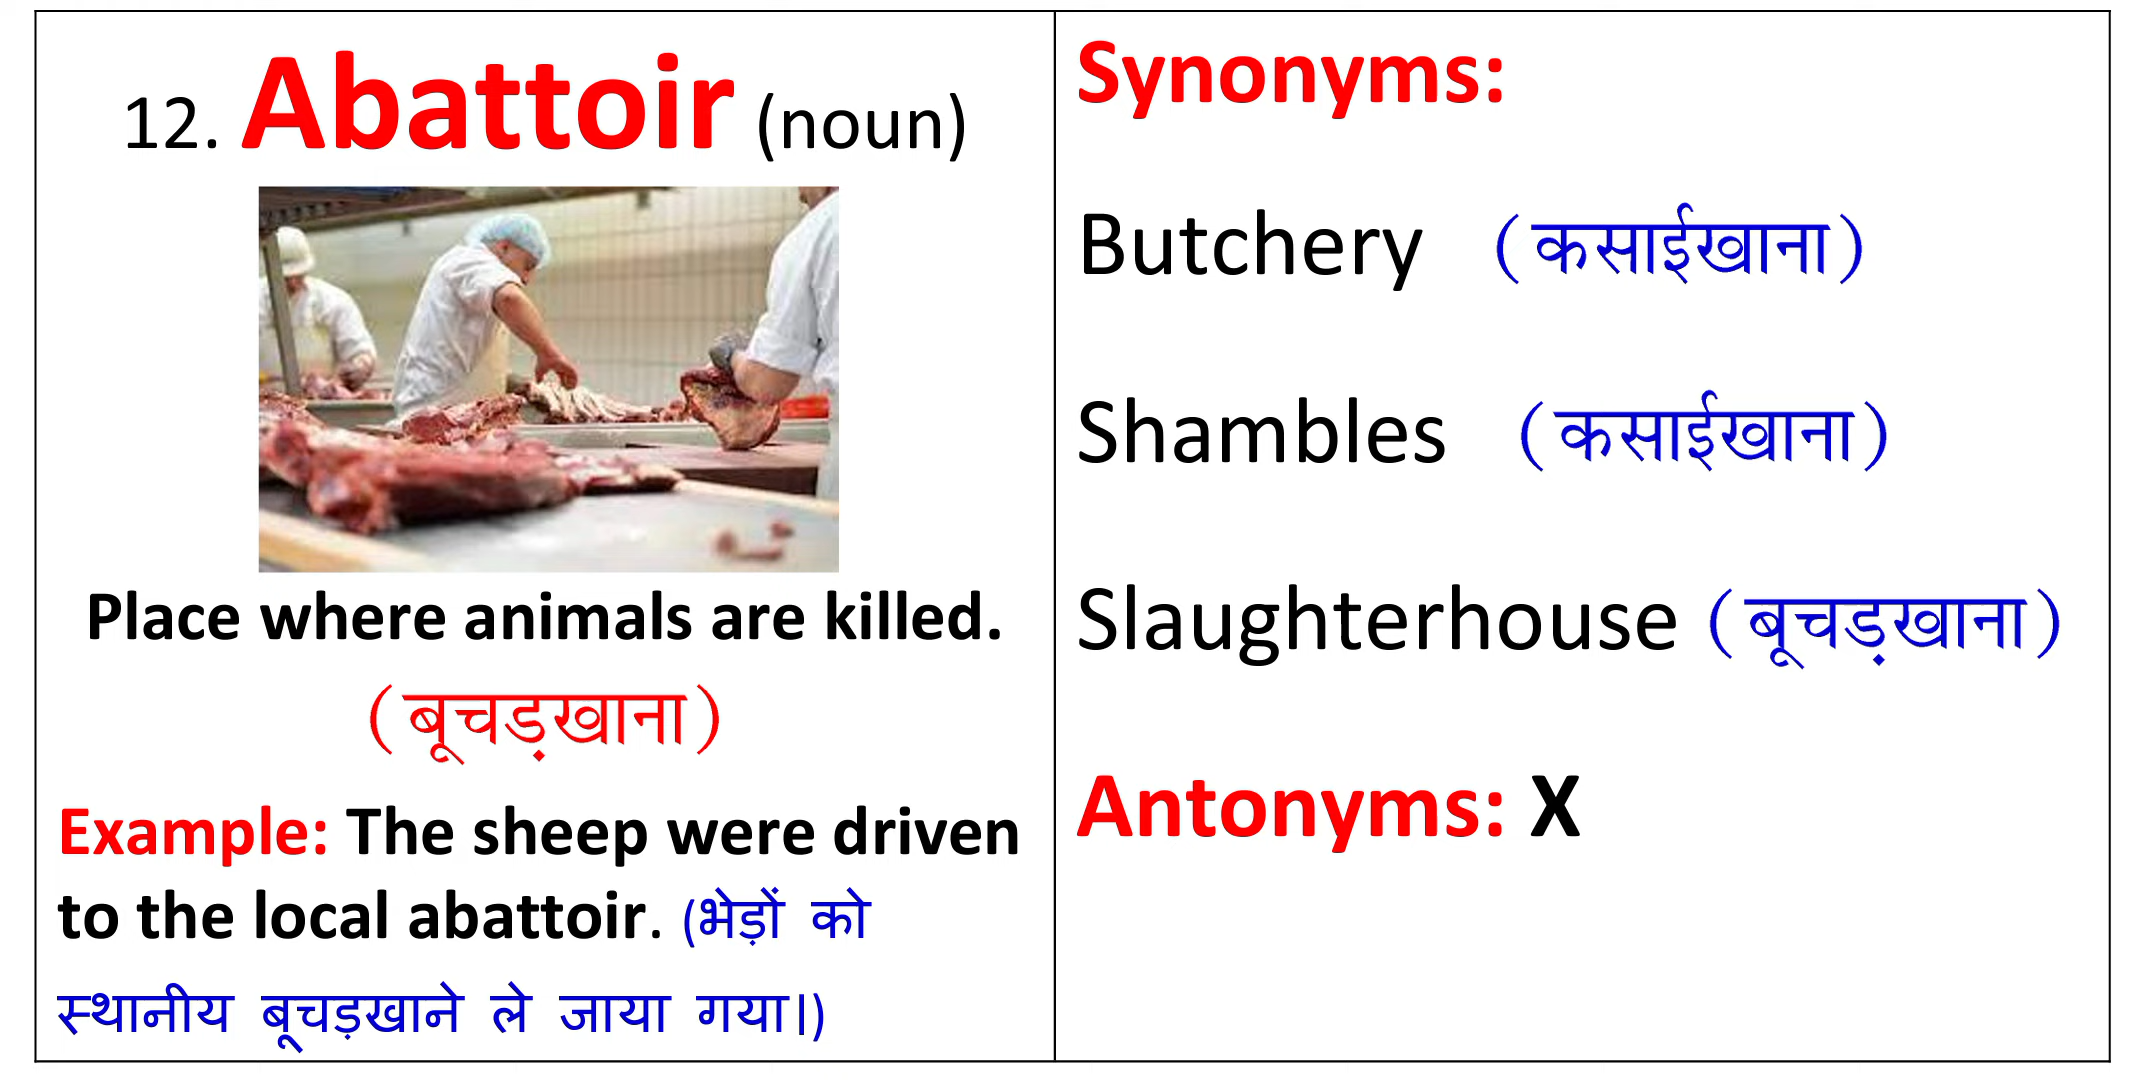 12. Abattoir (noun)
Place where animals are killed.
(बूचड़खाना)
Example: The sheep were driven
to the local abattoir. (भेड़ों को
स्थानीय बूचड़खाने ले जाया गया।)
Synonyms:
Butchery (कसाईखाना)
Shambles (कसाईखाना)
Slaughterhouse (बूचड़खाना)
Antonyms: X